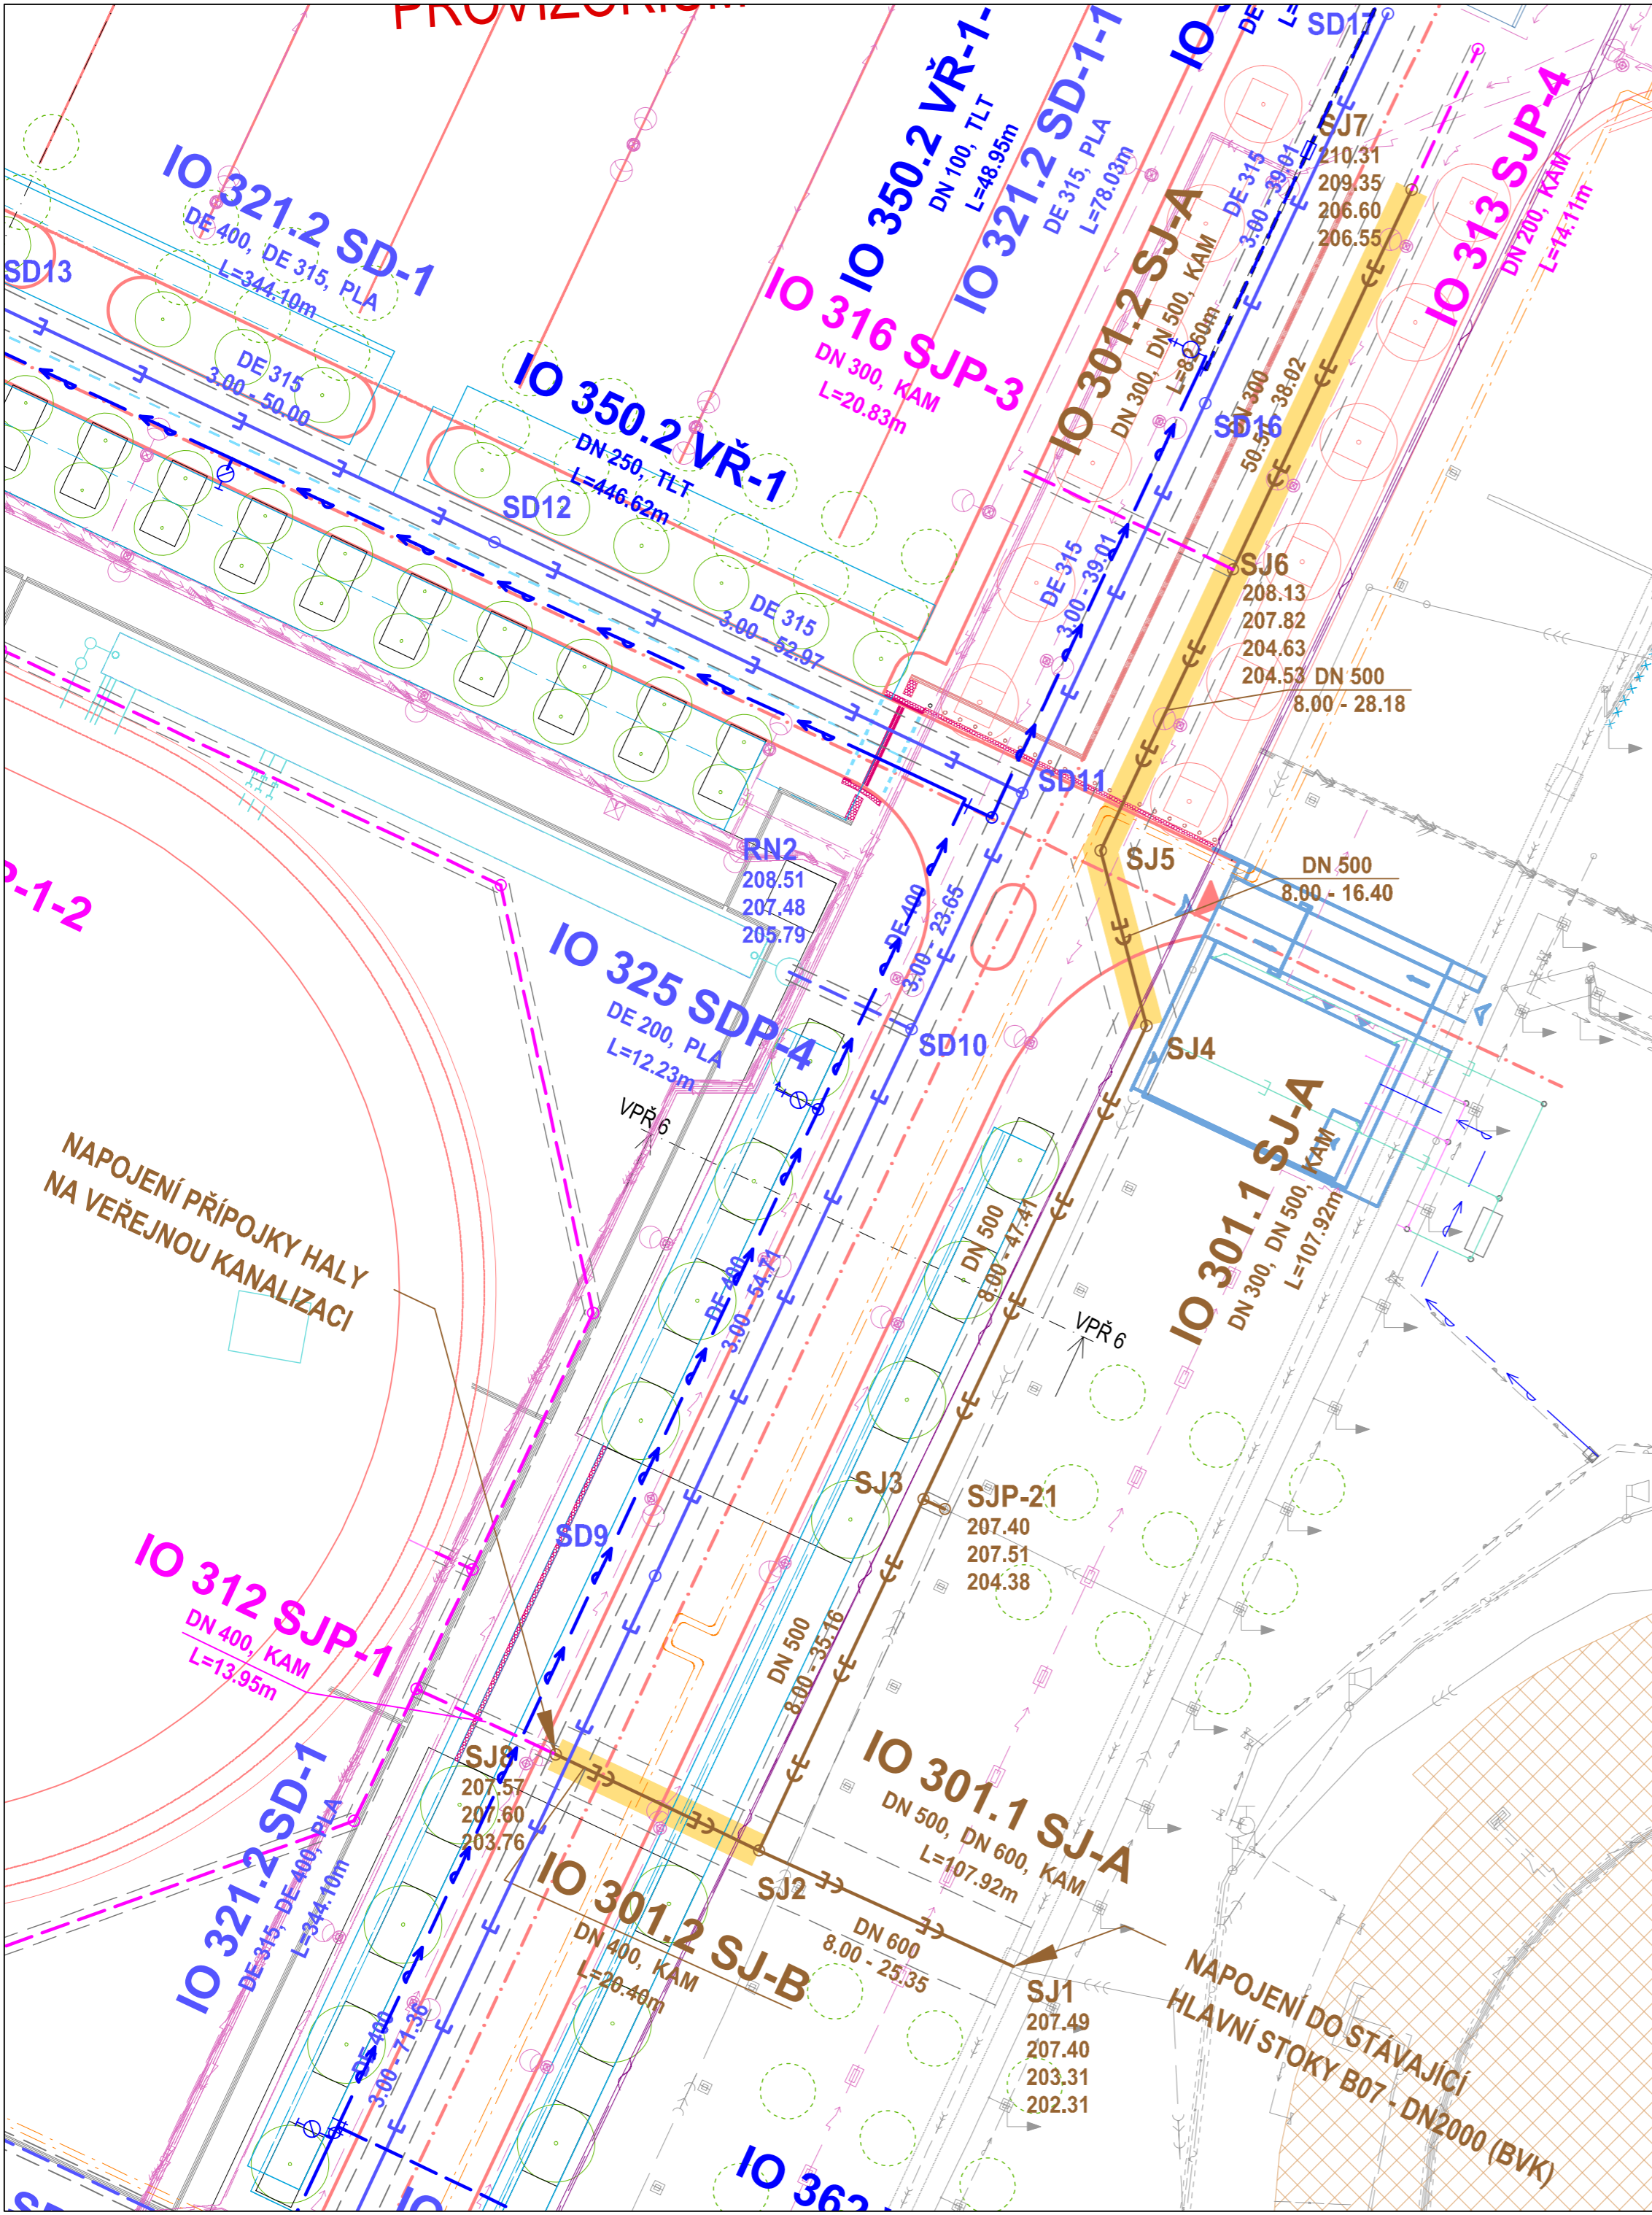 PROVIZORIUM
SD17
IO 350.2 VŘ-1-
DN 100, TLT
L=48.95m
IO 321.2 SD-1-1
DE 315, PLA
L=78.03m
IO
DE
L=
SJ7
210.31
209.35
206.60
206.55
IO 313 SJP-4
DN 200, KAM
L=14.11m
IO 321.2 SD-1
DE 400, DE 315, PLA
L=344.10m
SD13
DE 315
3.00 - 50.00
IO 316 SJP-3
DN 300, KAM
L=20.83m
IO 301.2 SJ-A
DN 300, DN 500, KAM
L=82.60m
DE 315
3.00 - 39.01
IO 350.2 VŘ-1
DN 250, TLT
L=446.62m
SD12
SD16
DN 300
38.02
DE 315
3.00 - 39.01
SJ6
208.13
207.82
204.63
204.53
DN 500
8.00 - 28.18
DE 315
3.00 - 52.97
SD11
SJ5
DN 500
8.00 - 16.40
RN2
208.51
207.48
205.79
P-1-2
DE 400
3.00 - 23.65
IO 325 SDP-4
DE 200, PLA
L=12.23m
SD10
SJ4
VPŘ 6
NAPOJENÍ PŘÍPOJKY HALY
NA VEŘEJNOU KANALIZACI
IO 301.1 SJ-A
DN 300, DN 500, KAM
L=107.92m
DN 500
8.00 - 47.41
DE 400
3.00 - 54.71
VPŘ 6
SJ3
SJP-21
207.40
207.51
204.38
SD9
IO 312 SJP-1
DN 400, KAM
L=13.95m
DN 500
8.00 - 35.16
SJ8
207.57
207.60
203.76
IO 301.1 SJ-A
DN 500, DN 600, KAM
L=107.92m
IO 321.2 SD-1
DE 315, DE 400, PLA
L=344.10m
SJ2
IO 301.2 SJ-B
DN 400, KAM
L=20.40m
DN 600
8.00 - 25.35
SJ1
207.49
207.40
203.31
202.31
NAPOJENÍ DO STÁVAJÍCÍ
HLAVNÍ STOKY B07 - DN2000 (BVK)
DE 400
3.00 - 71.36
IO 362
IO